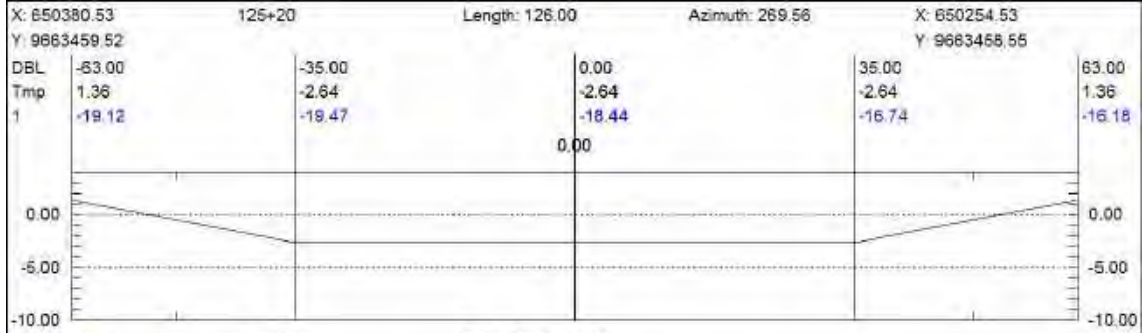 X: 650380.53 125+20 Length: 126.00 Azimuth: 269.56 X: 650254.53
Y: 9663459.52 Y: 9663458.55
DBL -63.00 -35.00 0.00 35.00 63.00
Tmp 1.36 -2.64 -2.64 -2.64 1.36
1 -19.12 -19.47 -18.44 -16.74 -16.18
0.00
0.00 0.00
-5.00 -5.00
-10.00 -10.00